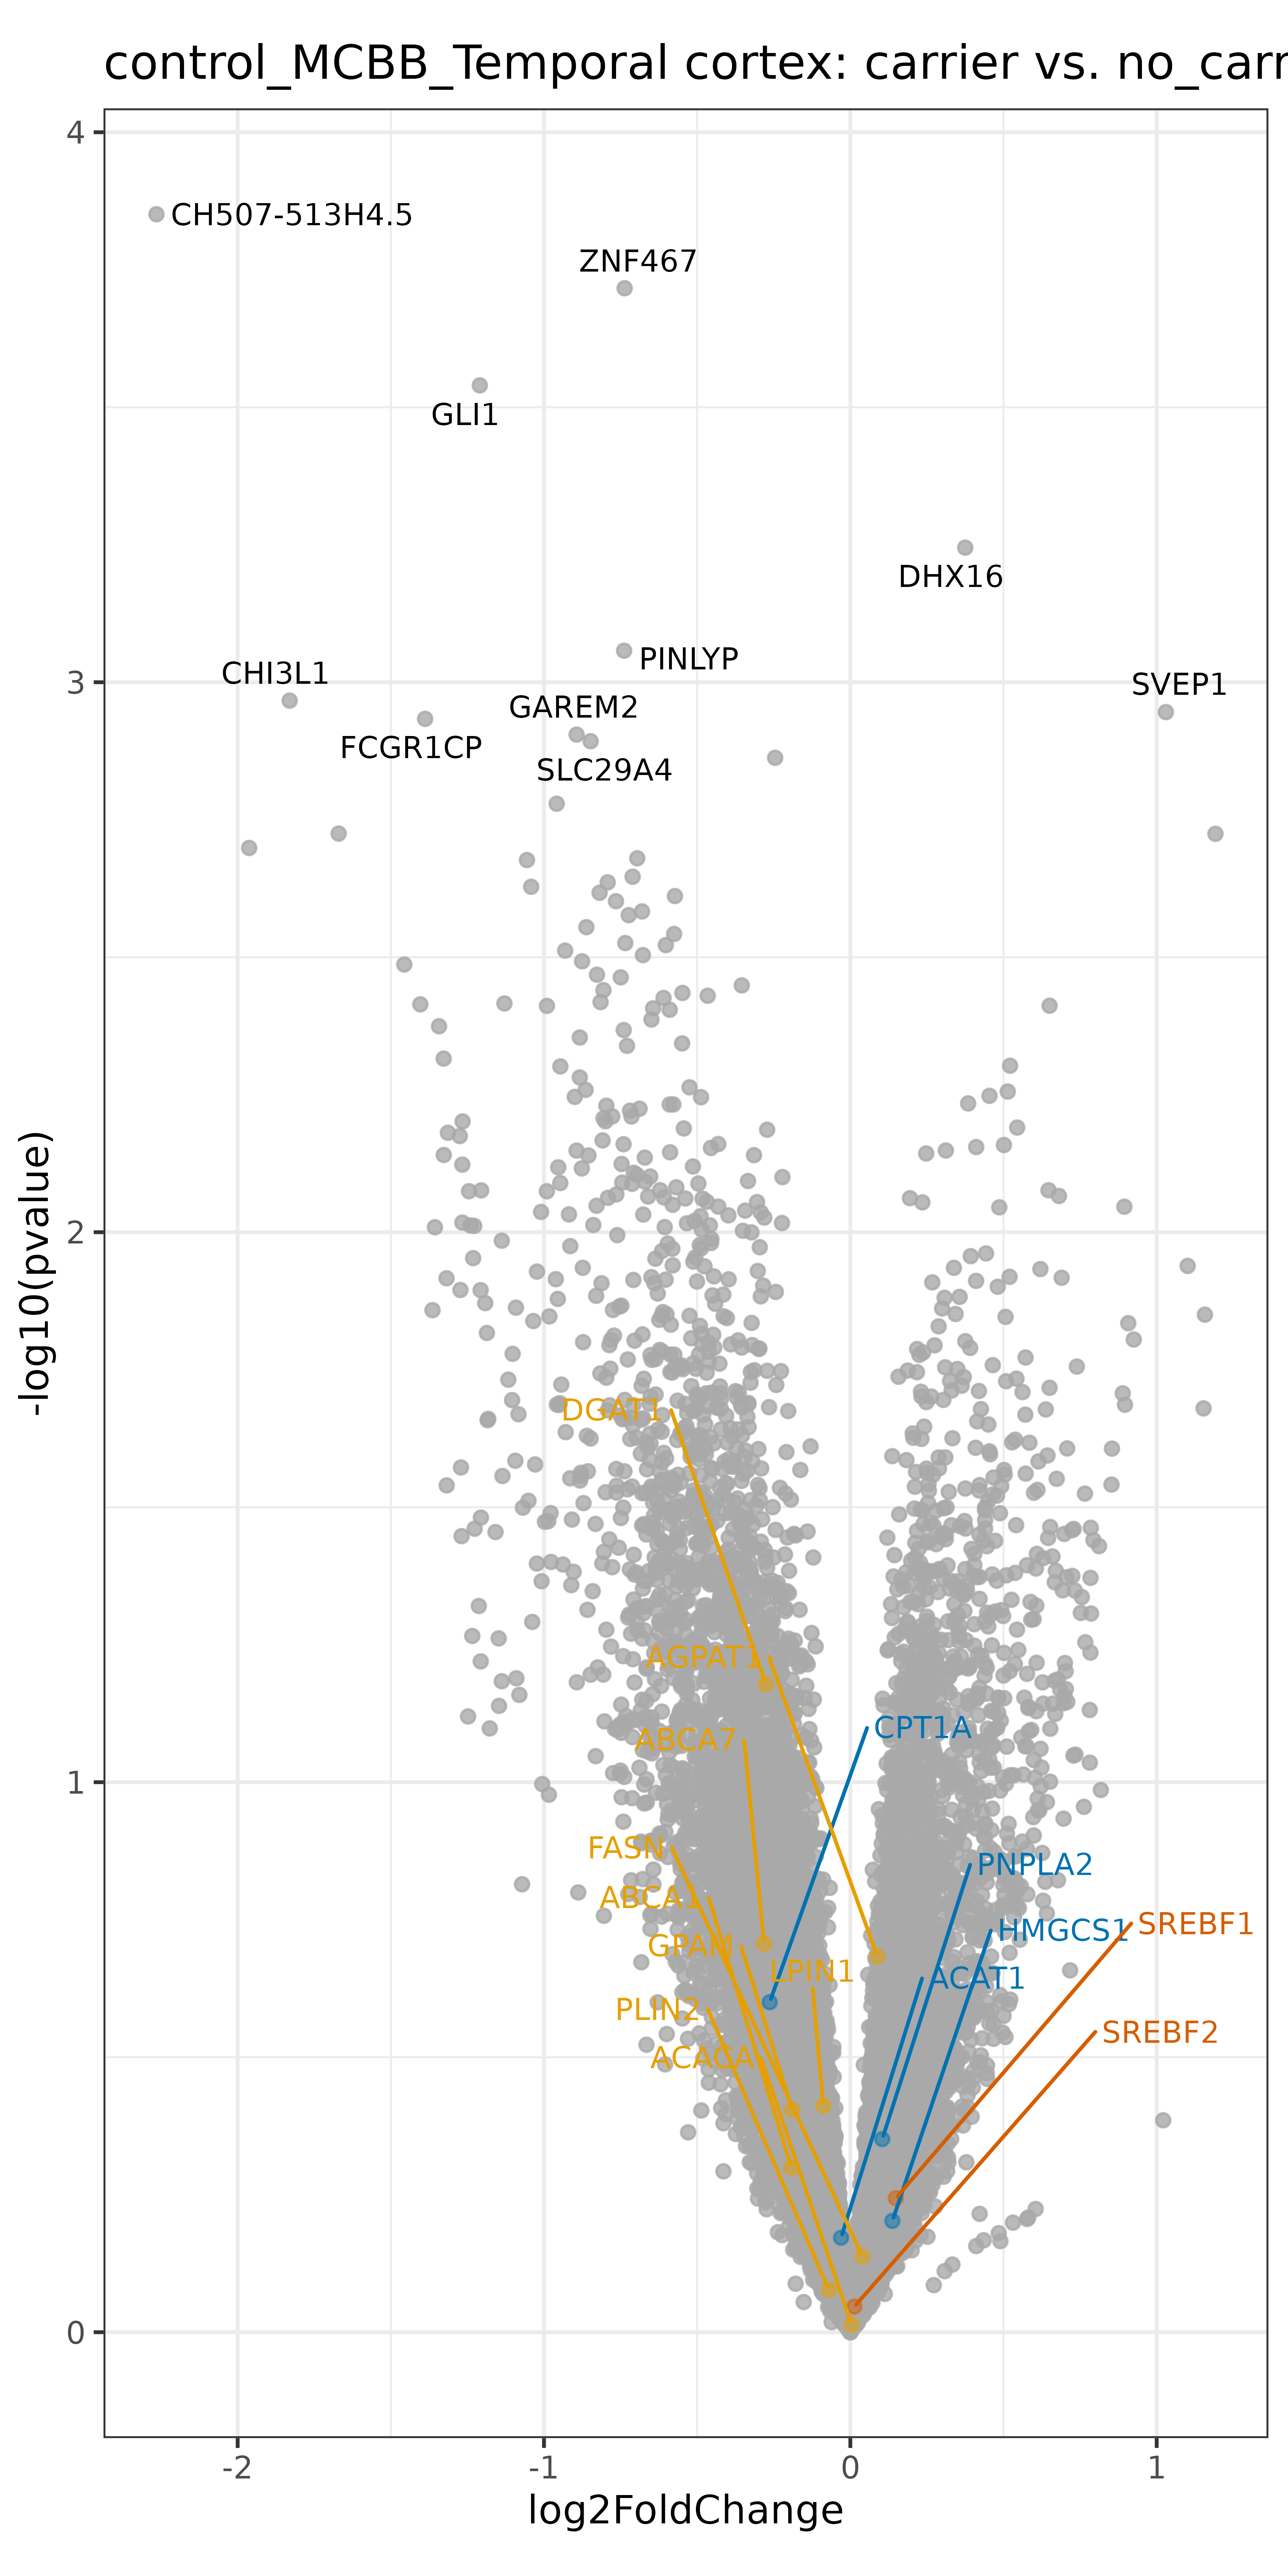 control_MCBB_Temporal cortex: carrier vs. no_carr
4
CH507-513H4.5
ZNF467
GLI1
DHX16
PINLYP
CHI3L1
3
SVEP1
GAREM2
FCGR1CP
SLC29A4
-log10(pvalue)
2
DGAT1
AGPAT1
CPT1A
ABCA7
1
FASN
PNPLA2
ABCA1
SREBF1
HMGCS1
GPAM
LPIN1
ACAT1
PLIN2
SREBF2
ACACA
0
-2
-1
0
1
log2FoldChange